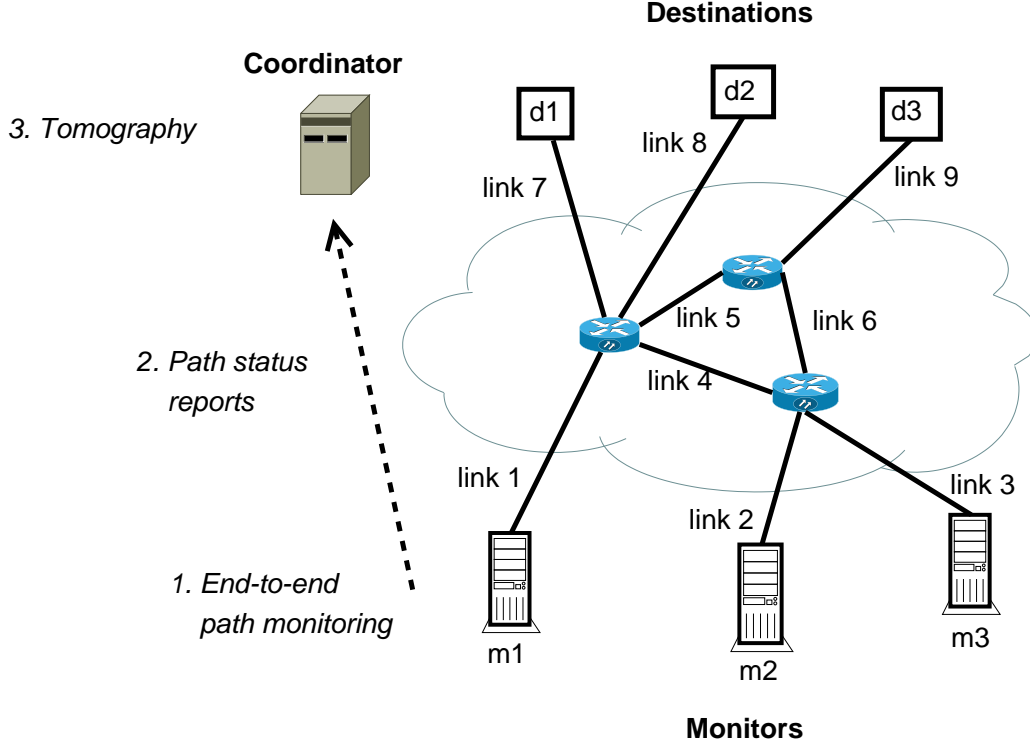 Destinations
Coordinator
d1
d2
d3
3. Tomography
link 8
link 7
link 9
link 5
link 6
2. Path status
reports
link 4
link 1
link 3
link 2
1. End-to-end
path monitoring
m1
m2
m3
Monitors